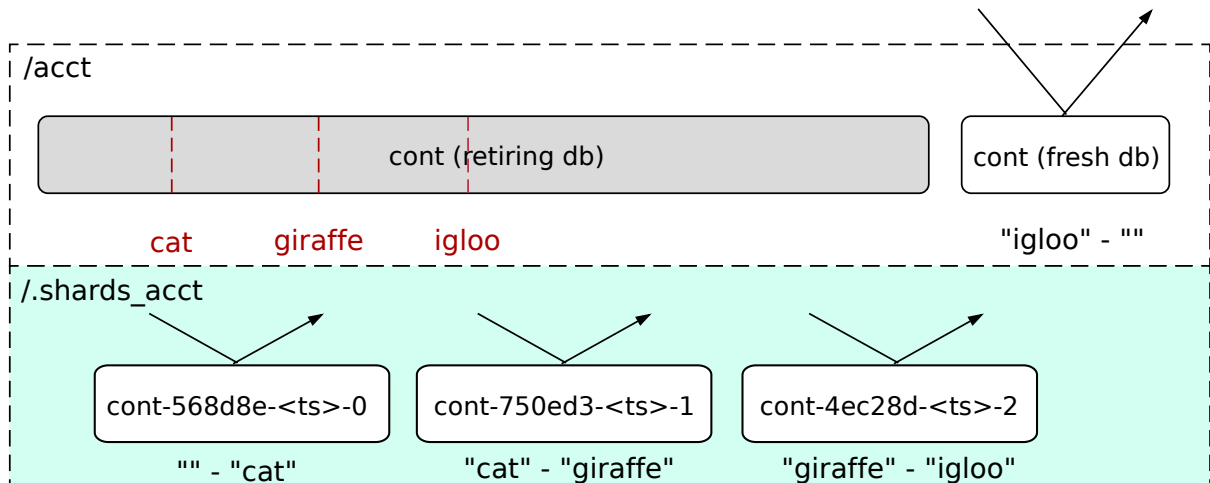 /acct
cont (retiring db)
cont (fresh db)
cat
giraffe
igloo
"igloo" - ""
/.shards_acct
cont-568d8e-<ts>-0
cont-750ed3-<ts>-1
cont-4ec28d-<ts>-2
"" - "cat"
"cat" - "giraffe"
"giraffe" - "igloo"